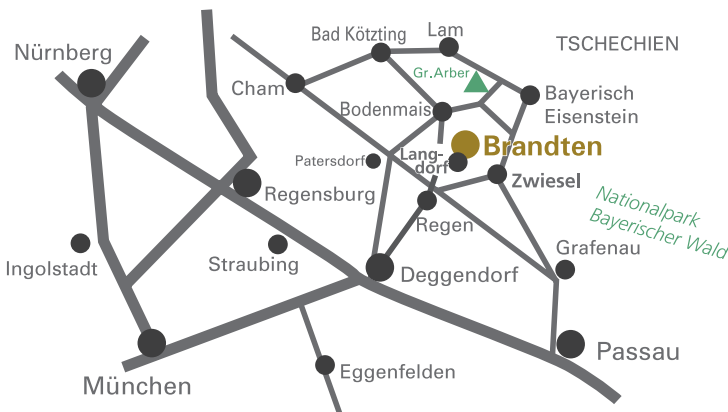 Nürnberg
Bad Kötzting
Lam
TSCHECHIEN
Gr.Arber
Cham
Bodenmais
Bayerisch
Eisenstein
Brandten
Patersdorf
Lang-
dorf
Zwiesel
Regensburg
Regen
Nationalpark
Bayerischer Wald
Ingolstadt
Straubing
Deggendorf
Grafenau
München
Eggenfelden
Passau